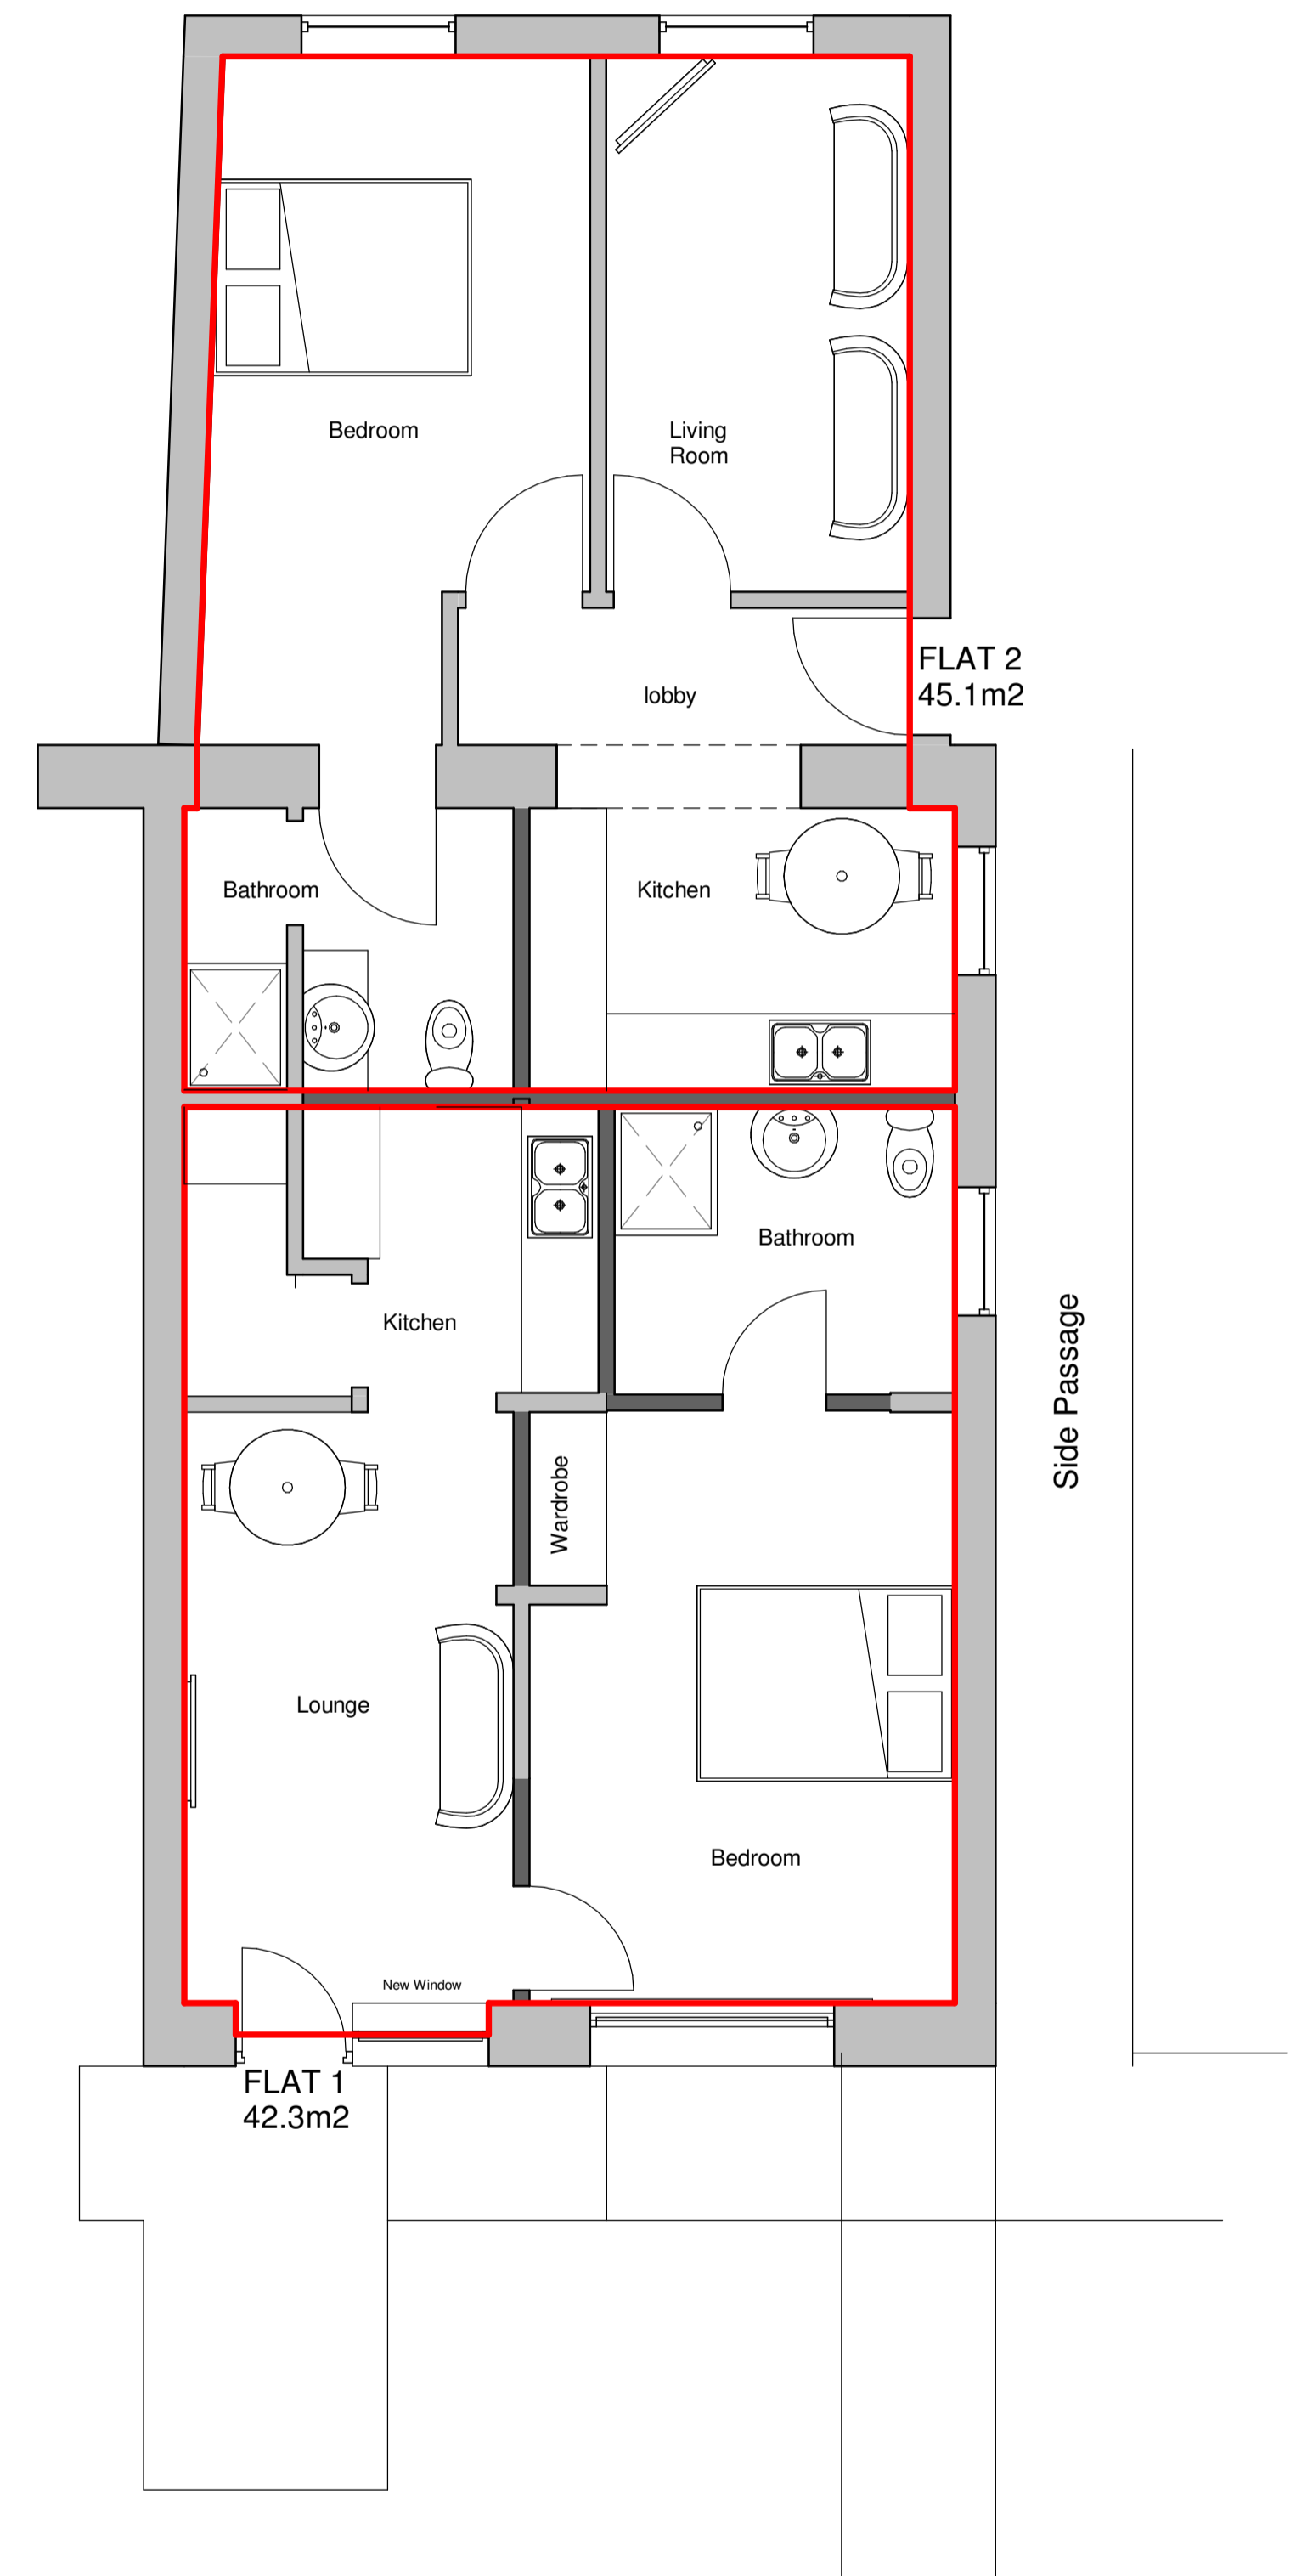 Bedroom
Living
Room
FLAT 2
45.1m2
lobby
Bathroom
Kitchen
Bathroom
Kitchen
Side Passage
Wardrobe
Lounge
Bedroom
New Window
FLAT 1
42.3m2